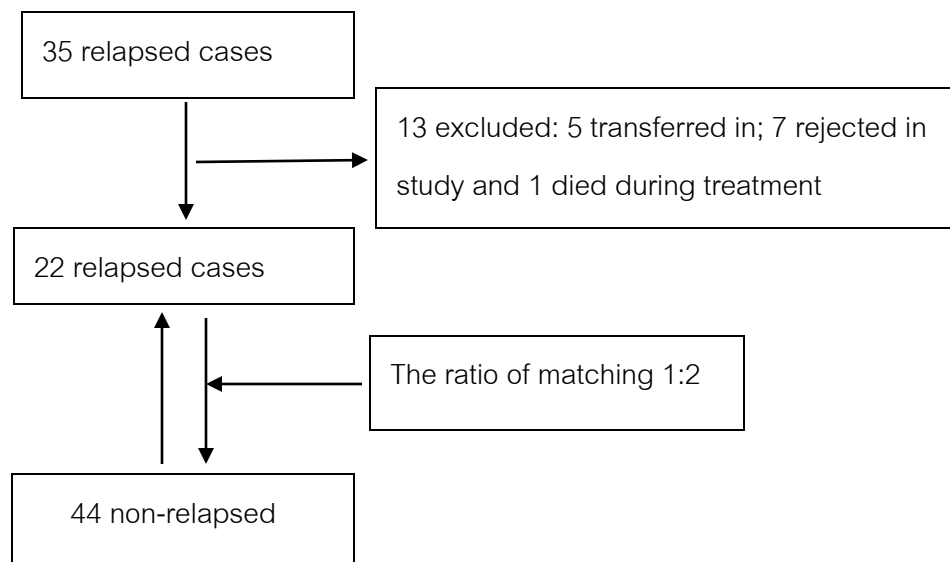 35 relapsed cases
13 excluded: 5 transferred in; 7 rejected in
study and 1 died during treatment
22 relapsed cases
The ratio of matching 1:2
44 non-relapsed